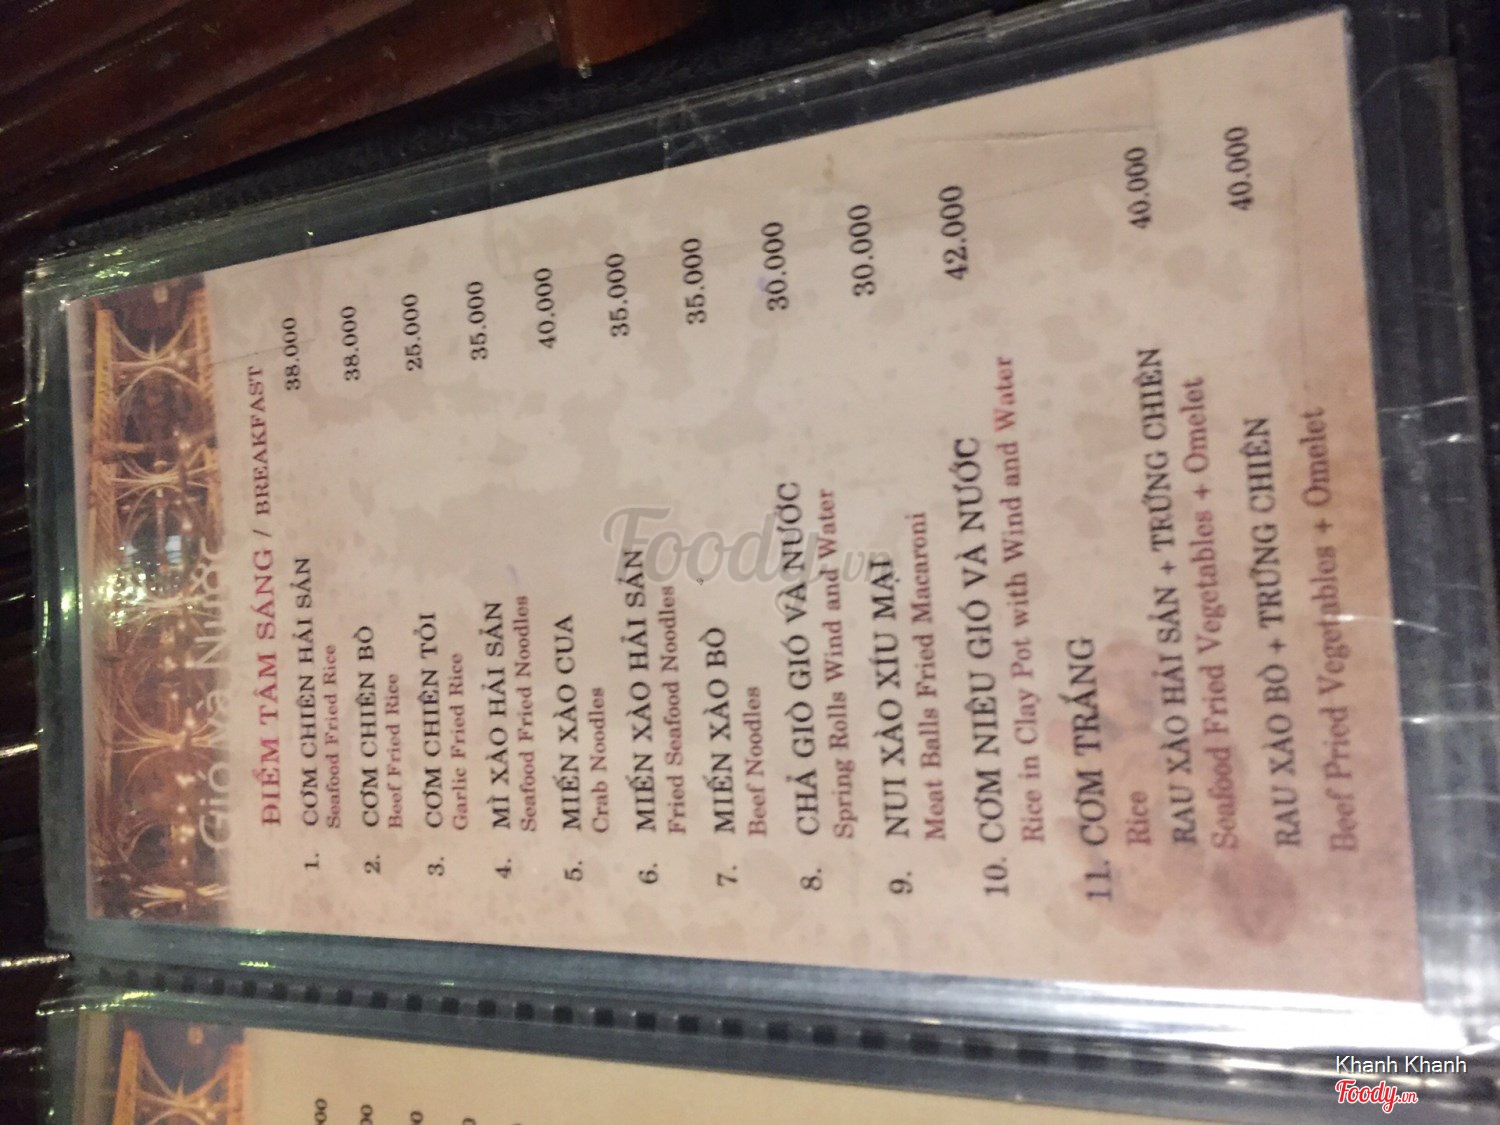 Gió và Nước
ĐIỂM TÂM SÁNG / BREAKFAST
1. CƠM CHIÊN HẢI SẢN 38.000
Seafood Fried Rice
2. CƠM CHIÊN BÒ 38.000
Beef Fried Rice
3. CƠM CHIÊN TỎI 25.000
Garlic Fried Rice
4. MÌ XÀO HẢI SẢN 35.000
Seafood Fried Noodles
5. MIẾN XÀO CUA 40.000
Crab Noodles
6. MIẾN XÀO HẢI SẢN 35.000
Fried Seafood Noodles
7. MIẾN XÀO BÒ 35.000
Beef Noodles
8. CHẢ GIÒ GIÓ VÀ NƯỚC 30.000
Spring Rolls Wind and Water
9. NUI XÀO XÍU MẠI 30.000
Meat Balls Fried Macaroni
10. CƠM NIÊU GIÓ VÀ NƯỚC 42.000
Rice in Clay Pot with Wind and Water
11. CƠM TRẮNG
Rice
RAU XÀO HẢI SẢN + TRỨNG CHIÊN 40.000
Seafood Fried Vegetables + Omelet
RAU XÀO BÒ + TRỨNG CHIÊN 40.000
Beef Fried Vegetables + Omelet
Foody.vn
Khanh Khanh
Foody.vn